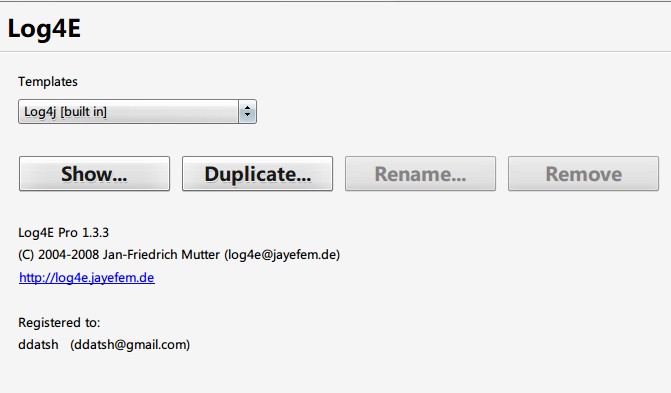 Log4E
Templates
Log4j [built in]
Show... Duplicate... Rename... Remove
Log4E Pro 1.3.3
(C) 2004-2008 Jan-Friedrich Mutter (log4e@jayefem.de)
http://log4e.jayefem.de
Registered to:
ddatsh (ddatsh@gmail.com)